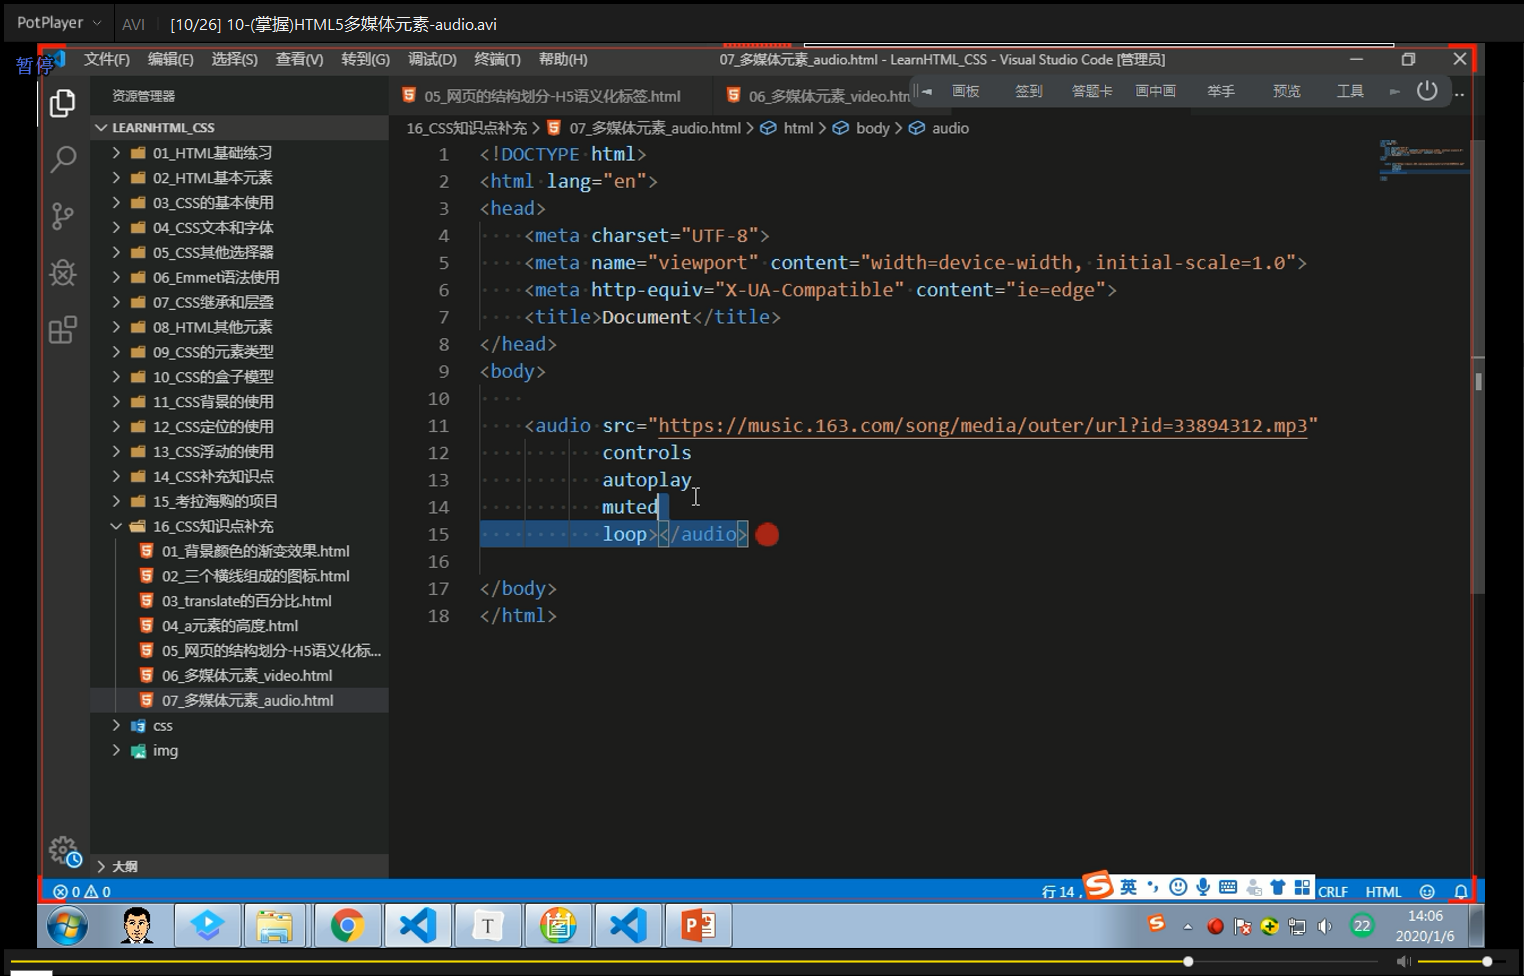 PotPlayer
AVI
[10/26] 10-(掌握)HTML5多媒体元素-audio.avi
暂停
文件(F) 编辑(E) 选择(S) 查看(V) 转到(G) 调试(D) 终端(T) 帮助(H)
07_多媒体元素_audio.html - LearnHTML_CSS - Visual Studio Code [管理员]
资源管理器
05_网页的结构划分-H5语义化标签.html
06_多媒体元素_video.htm
画板 签到 答题卡 画中画 举手 预览 工具
LEARNHTML_CSS
16_CSS知识点补充 > 07_多媒体元素_audio.html > html > body > audio
01_HTML基础练习
02_HTML基本元素
03_CSS的基本使用
04_CSS文本和字体
05_CSS其他选择器
06_Emmet语法使用
07_CSS继承和层叠
08_HTML其他元素
09_CSS的元素类型
10_CSS的盒子模型
11_CSS背景的使用
12_CSS定位的使用
13_CSS浮动的使用
14_CSS补充知识点
15_考拉海购的项目
16_CSS知识点补充
01_背景颜色的渐变效果.html
02_三个横线组成的图标.html
03_translate的百分比.html
04_a元素的高度.html
05_网页的结构划分-H5语义化标...
06_多媒体元素_video.html
07_多媒体元素_audio.html
css
img
大纲
1 <!DOCTYPE html>
2 <html lang="en">
3 <head>
4 <meta charset="UTF-8">
5 <meta name="viewport" content="width=device-width, initial-scale=1.0">
6 <meta http-equiv="X-UA-Compatible" content="ie=edge">
7 <title>Document</title>
8 </head>
9 <body>
10
11 <audio src="https://music.163.com/song/media/outer/url?id=33894312.mp3"
12 controls
13 autoplay
14 muted
15 loop></audio>
16
17 </body>
18 </html>
0 0
行 14 ,
英
CRLF HTML
T
22
14:06
2020/1/6